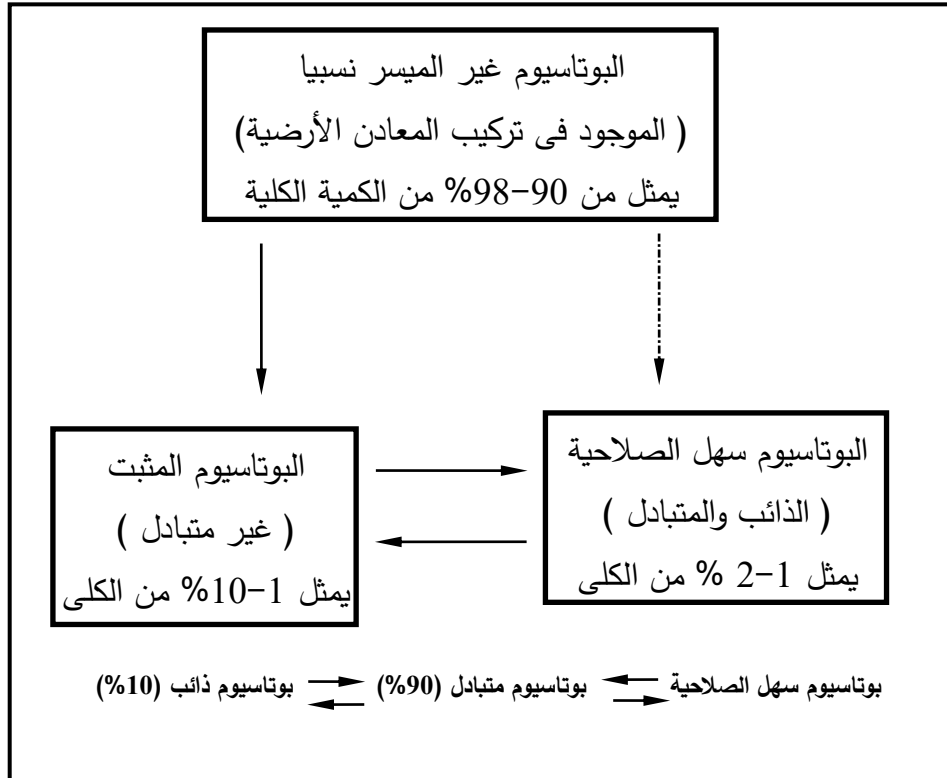 البوتاسيوم غير الميسر نسبيا
( الموجود فى تركيب المعادن الأرضية)
يمثل من 90-98% من الكمية الكلية
البوتاسيوم سهل الصلاحية
( الذائب والمتبادل )
يمثل 1-2 % من الكلى
البوتاسيوم المثبت
( غير متبادل )
يمثل 1-10% من الكلى
بوتاسيوم سهل الصلاحية بوتاسيوم متبادل (90%) بوتاسيوم ذائب (10%)